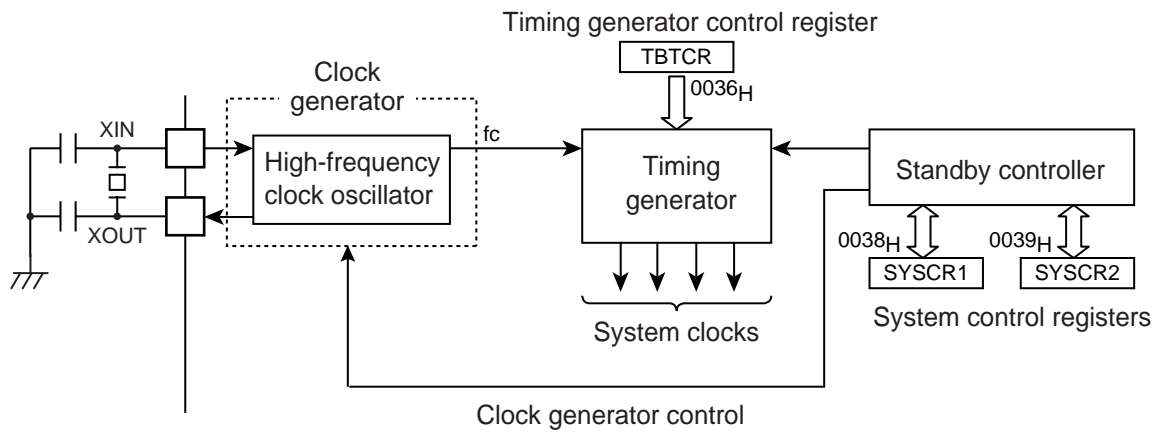 Timing generator control register
TBTCR
0036H
Clock
generator
XIN
fc
High-frequency
clock oscillator
Timing
generator
Standby controller
XOUT
0038H
0039H
SYSCR1
SYSCR2
System control registers
System clocks
Clock generator control